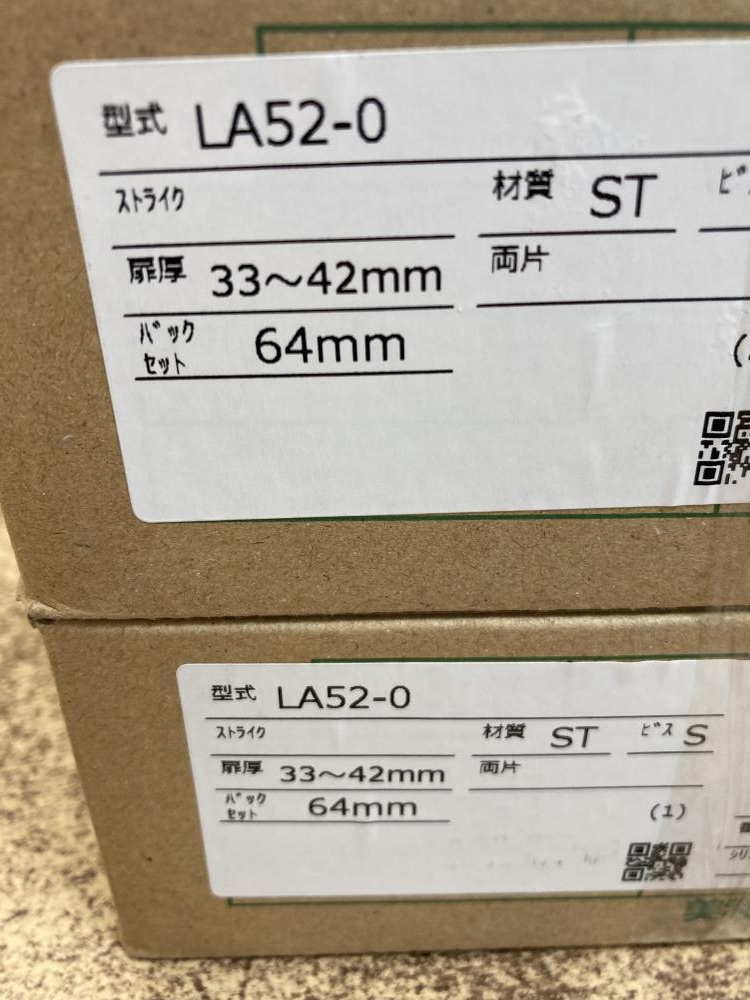 型式 LA52-0
ストライク 材質 ST ビス
扉厚 33～42mm 両片
バックセット 64mm
型式 LA52-0
ストライク 材質 ST ビス S
扉厚 33～42mm 両片
バックセット 64mm (1)